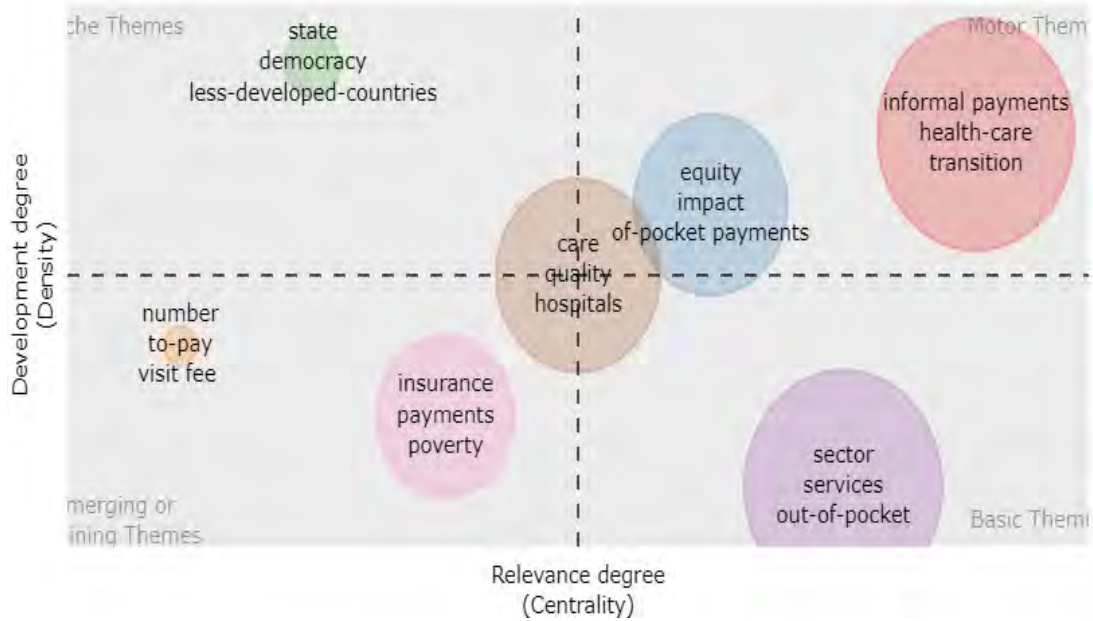 che Themes
Motor Them
state
democracy
less-developed-countries
informal payments
health-care
transition
equity
impact
of-pocket payments
care
quality
hospitals
number
to-pay
visit fee
insurance
payments
poverty
sector
services
out-of-pocket
merging or
ining Themes
Basic Them
Development degree
(Density)
Relevance degree
(Centrality)